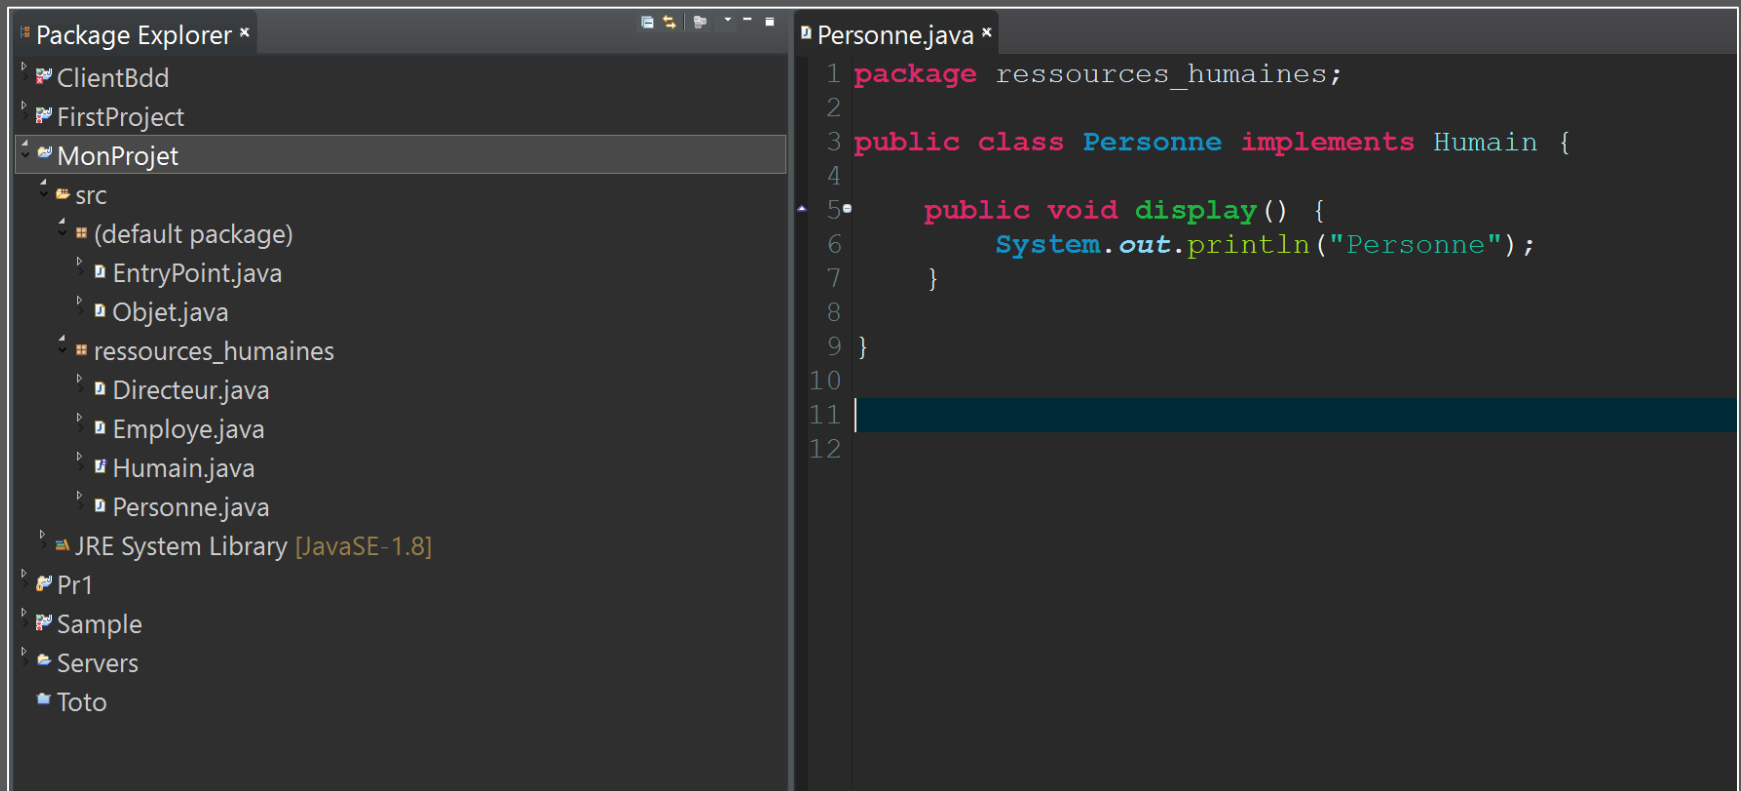 Package Explorer
ClientBdd
FirstProject
MonProjet
src
(default package)
EntryPoint.java
Objet.java
ressources_humaines
Directeur.java
Employe.java
Humain.java
Personne.java
JRE System Library [JavaSE-1.8]
Pr1
Sample
Servers
Toto
Personne.java
1 package ressources_humaines;
2
3 public class Personne implements Humain {
4
5     public void display() {
6         System.out.println("Personne");
7     }
8
9 }
10
11
12